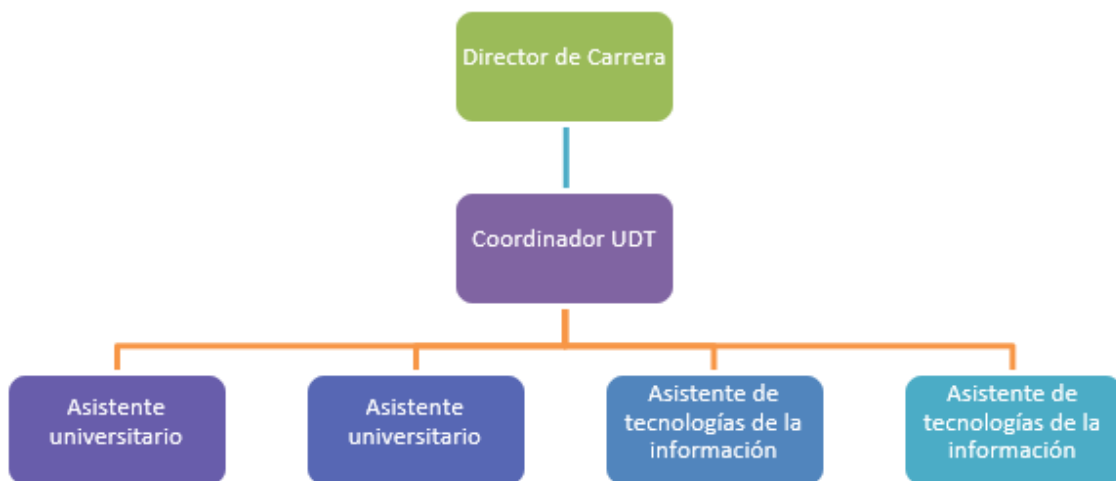 Director de Carrera
Coordinador UDT
Asistente
universitario
Asistente
universitario
Asistente de
tecnologías de la
información
Asistente de
tecnologías de la
información